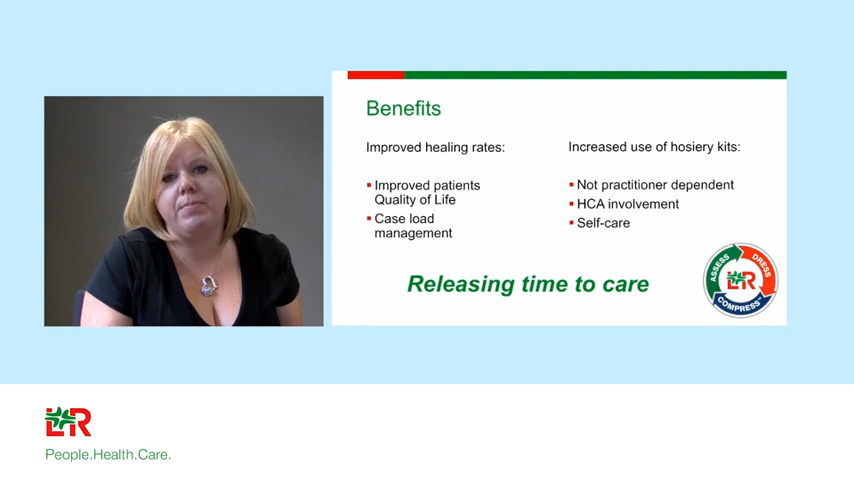 Benefits
Improved healing rates:
Improved patients
Quality of Life
Case load
management
Increased use of hosiery kits:
Not practitioner dependent
HCA involvement
Self-care
Releasing time to care
ASSESS
DRESS
COMPRESS™
L&R
L&R
People.Health.Care.